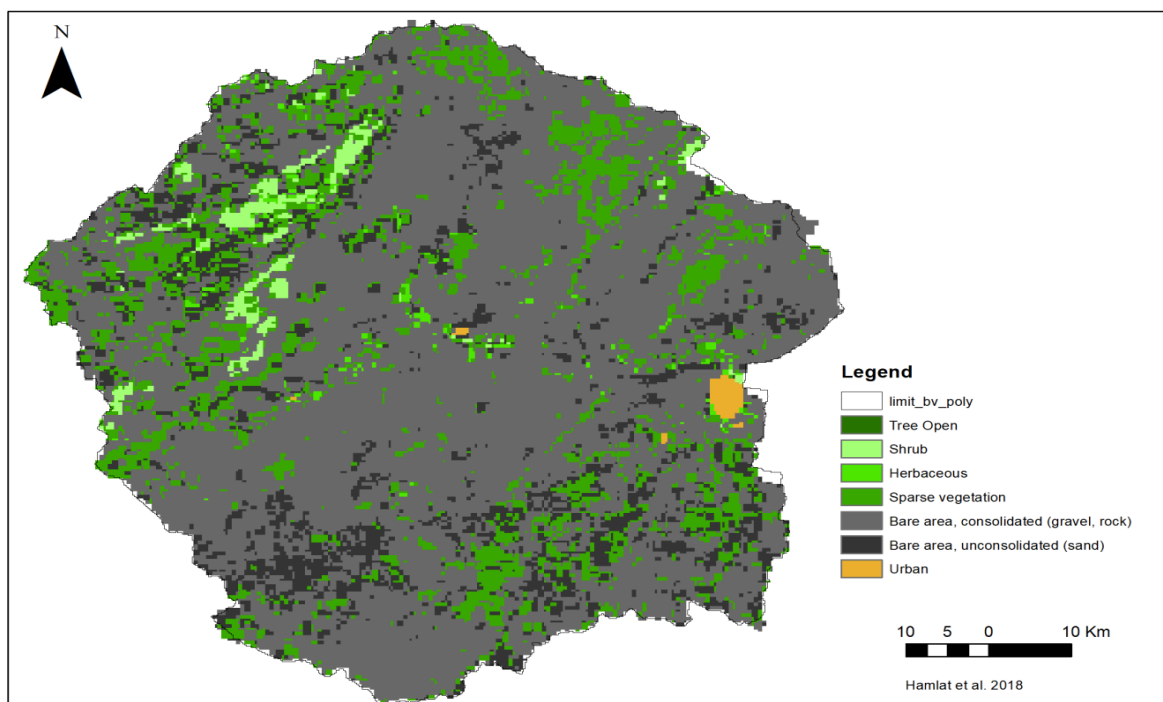 N
Legend
limit_bv_poly
Tree Open
Shrub
Herbaceous
Sparse vegetation
Bare area, consolidated (gravel, rock)
Bare area, unconsolidated (sand)
Urban
10 5 0 10 Km
Hamlat et al. 2018